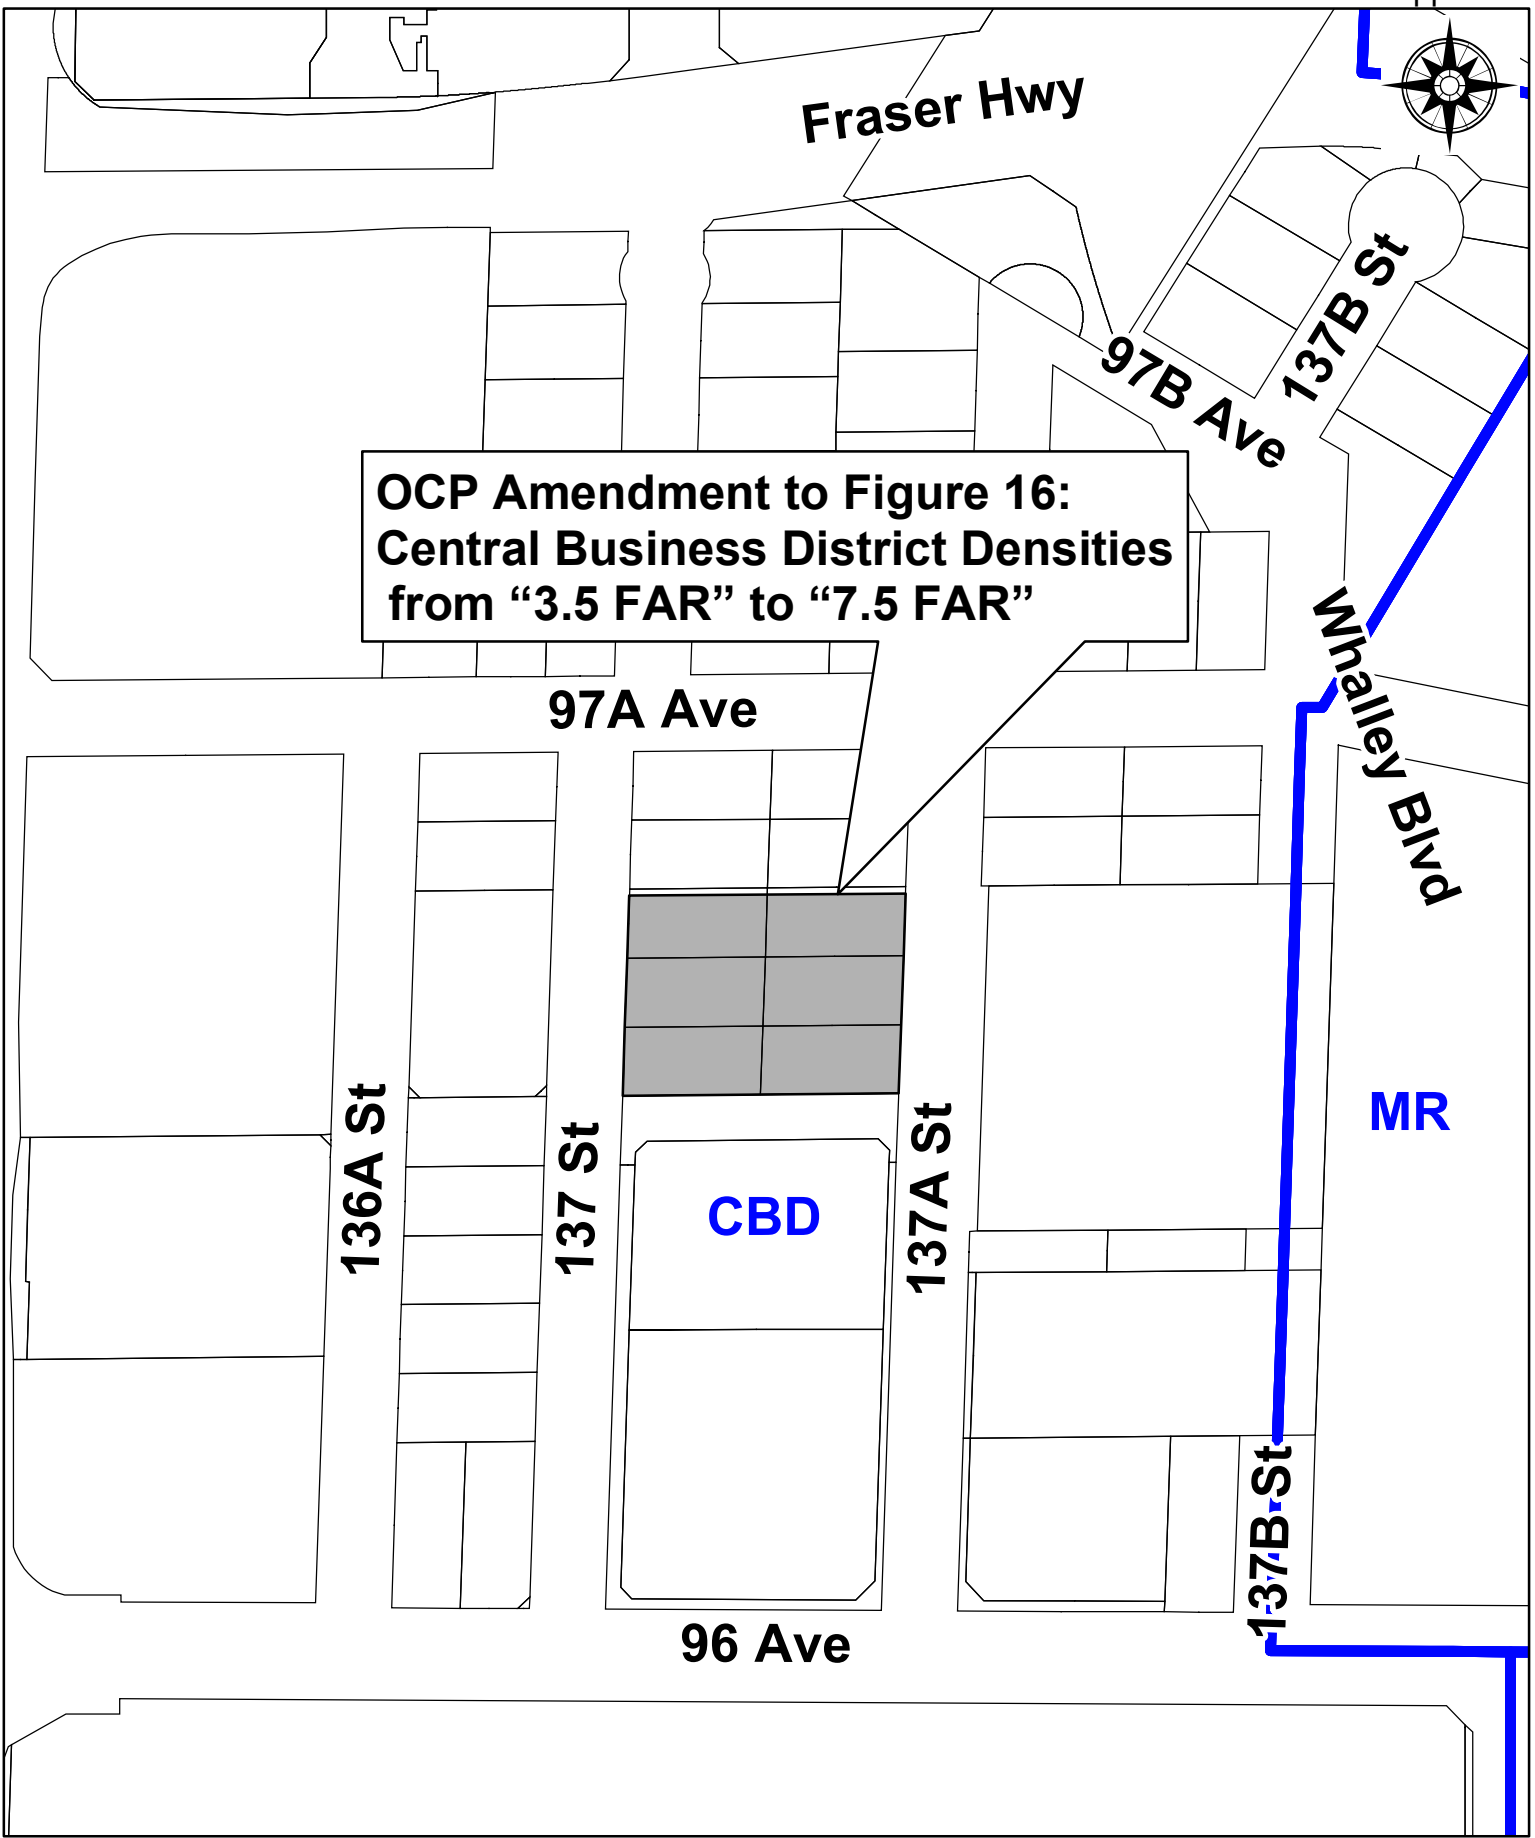 Fraser Hwy
137B St
97B Ave
OCP Amendment to Figure 16:
Central Business District Densities
from “3.5 FAR” to “7.5 FAR”
Whalley Blvd
97A Ave
136A St
137 St
CBD
137A St
MR
137B St
96 Ave